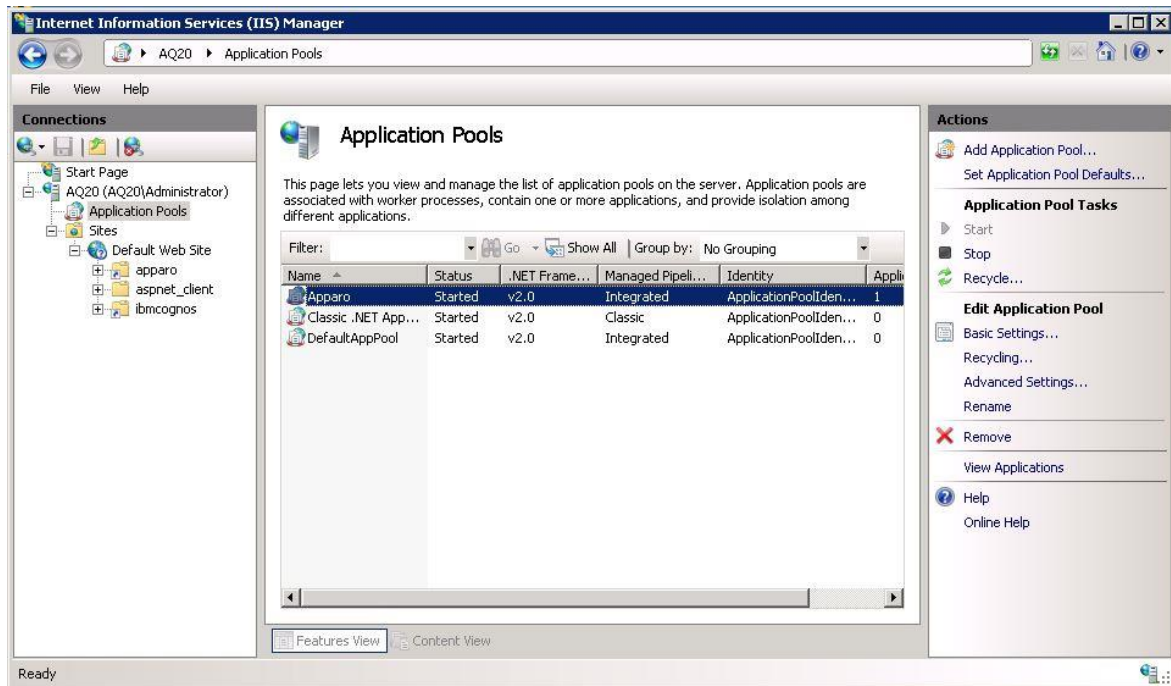 Internet Information Services (IIS) Manager
AQ20 Application Pools
File View Help
Connections
Start Page
AQ20 (AQ20\Administrator)
Application Pools
Sites
Default Web Site
apparo
aspnet_client
ibmcognos
Application Pools
This page lets you view and manage the list of application pools on the server. Application pools are
associated with worker processes, contain one or more applications, and provide isolation among
different applications.
Filter: Go Show All Group by: No Grouping
Name Status .NET Frame... Managed Pipeli... Identity Appli
Apparo Started v2.0 Integrated ApplicationPoolIden... 1
Classic .NET App... Started v2.0 Classic ApplicationPoolIden... 0
DefaultAppPool Started v2.0 Integrated ApplicationPoolIden... 0
Features View Content View
Actions
Add Application Pool...
Set Application Pool Defaults...
Application Pool Tasks
Start
Stop
Recycle...
Edit Application Pool
Basic Settings...
Recycling...
Advanced Settings...
Rename
Remove
View Applications
Help
Online Help
Ready